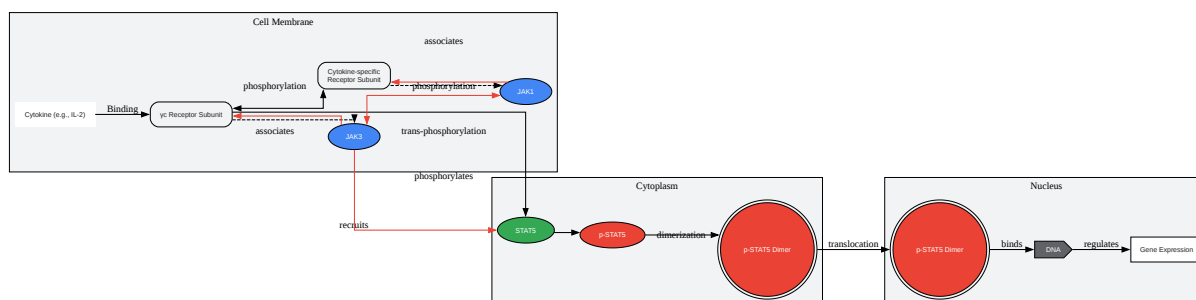 Cell Membrane
associates
Cytokine-specific
Receptor Subunit
phosphorylation
phosphorylation
JAK1
Cytokine (e.g., IL-2)
Binding
γc Receptor Subunit
associates
JAK3
trans-phosphorylation
phosphorylates
recruits
Cytoplasm
STAT5
p-STAT5
dimerization
p-STAT5 Dimer
translocation
Nucleus
p-STAT5 Dimer
binds
DNA
regulates
Gene Expression